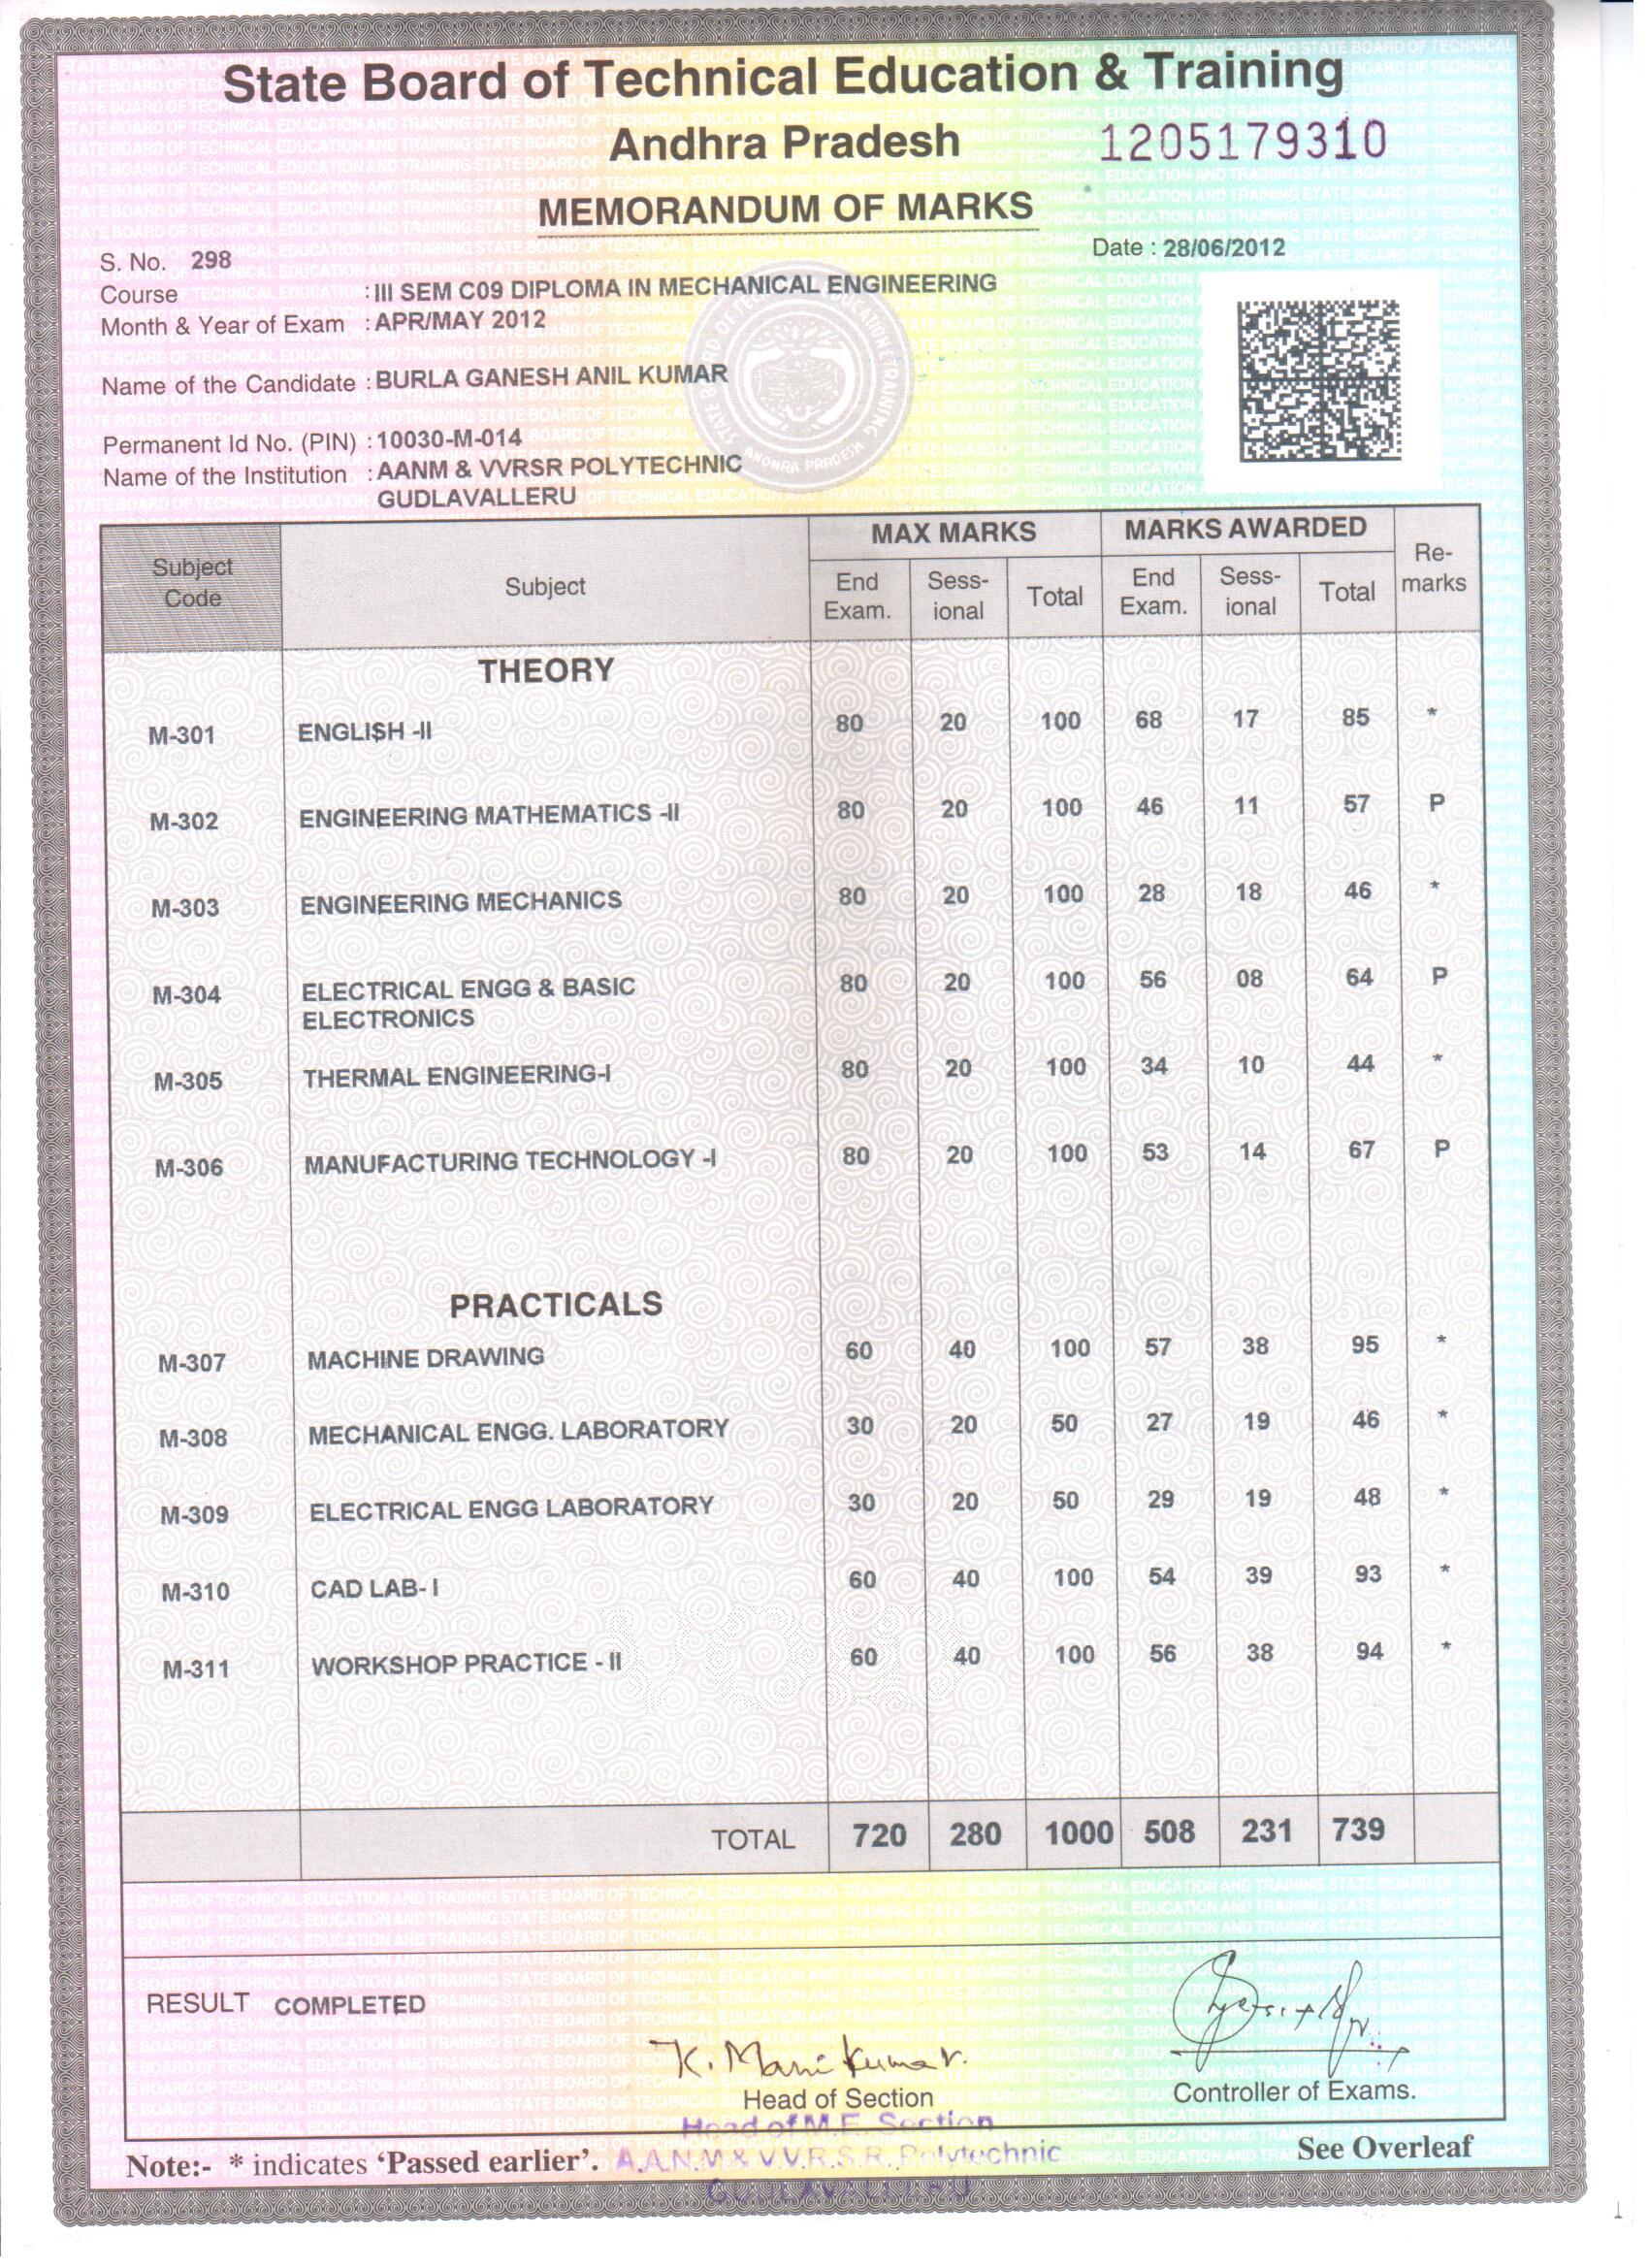 State Board of Technical Education & Training
Andhra Pradesh 1205179310
MEMORANDUM OF MARKS
S. No. 298 Date : 28/06/2012
Course : III SEM C09 DIPLOMA IN MECHANICAL ENGINEERING
Month & Year of Exam : APR/MAY 2012
Name of the Candidate : BURLA GANESH ANIL KUMAR
Permanent Id No. (PIN) : 10030-M-014
Name of the Institution : AANM & VVRSR POLYTECHNIC
GUDLAVALLERU
Subject Code Subject MAX MARKS MARKS AWARDED Re-marks
End Exam. Sess-ional Total End Exam. Sess-ional Total
THEORY
M-301 ENGLISH -II 80 20 100 68 17 85 *
M-302 ENGINEERING MATHEMATICS -II 80 20 100 46 11 57 P
M-303 ENGINEERING MECHANICS 80 20 100 28 18 46 *
M-304 ELECTRICAL ENGG & BASIC 80 20 100 56 08 64 P
ELECTRONICS
M-305 THERMAL ENGINEERING-I 80 20 100 34 10 44 *
M-306 MANUFACTURING TECHNOLOGY -I 80 20 100 53 14 67 P
PRACTICALS
M-307 MACHINE DRAWING 60 40 100 57 38 95 *
M-308 MECHANICAL ENGG. LABORATORY 30 20 50 27 19 46 *
M-309 ELECTRICAL ENGG LABORATORY 30 20 50 29 19 48 *
M-310 CAD LAB- I 60 40 100 54 39 93 *
M-311 WORKSHOP PRACTICE - II 60 40 100 56 38 94 *
TOTAL 720 280 1000 508 231 739
RESULT COMPLETED
K. Mani Kumar.
Head of Section Controller of Exams.
Head of M.E. Section
Note:- * indicates 'Passed earlier'. A.A.N.M & V.V.R.S.R. Polytechnic See Overleaf
GUDLAVALLERU